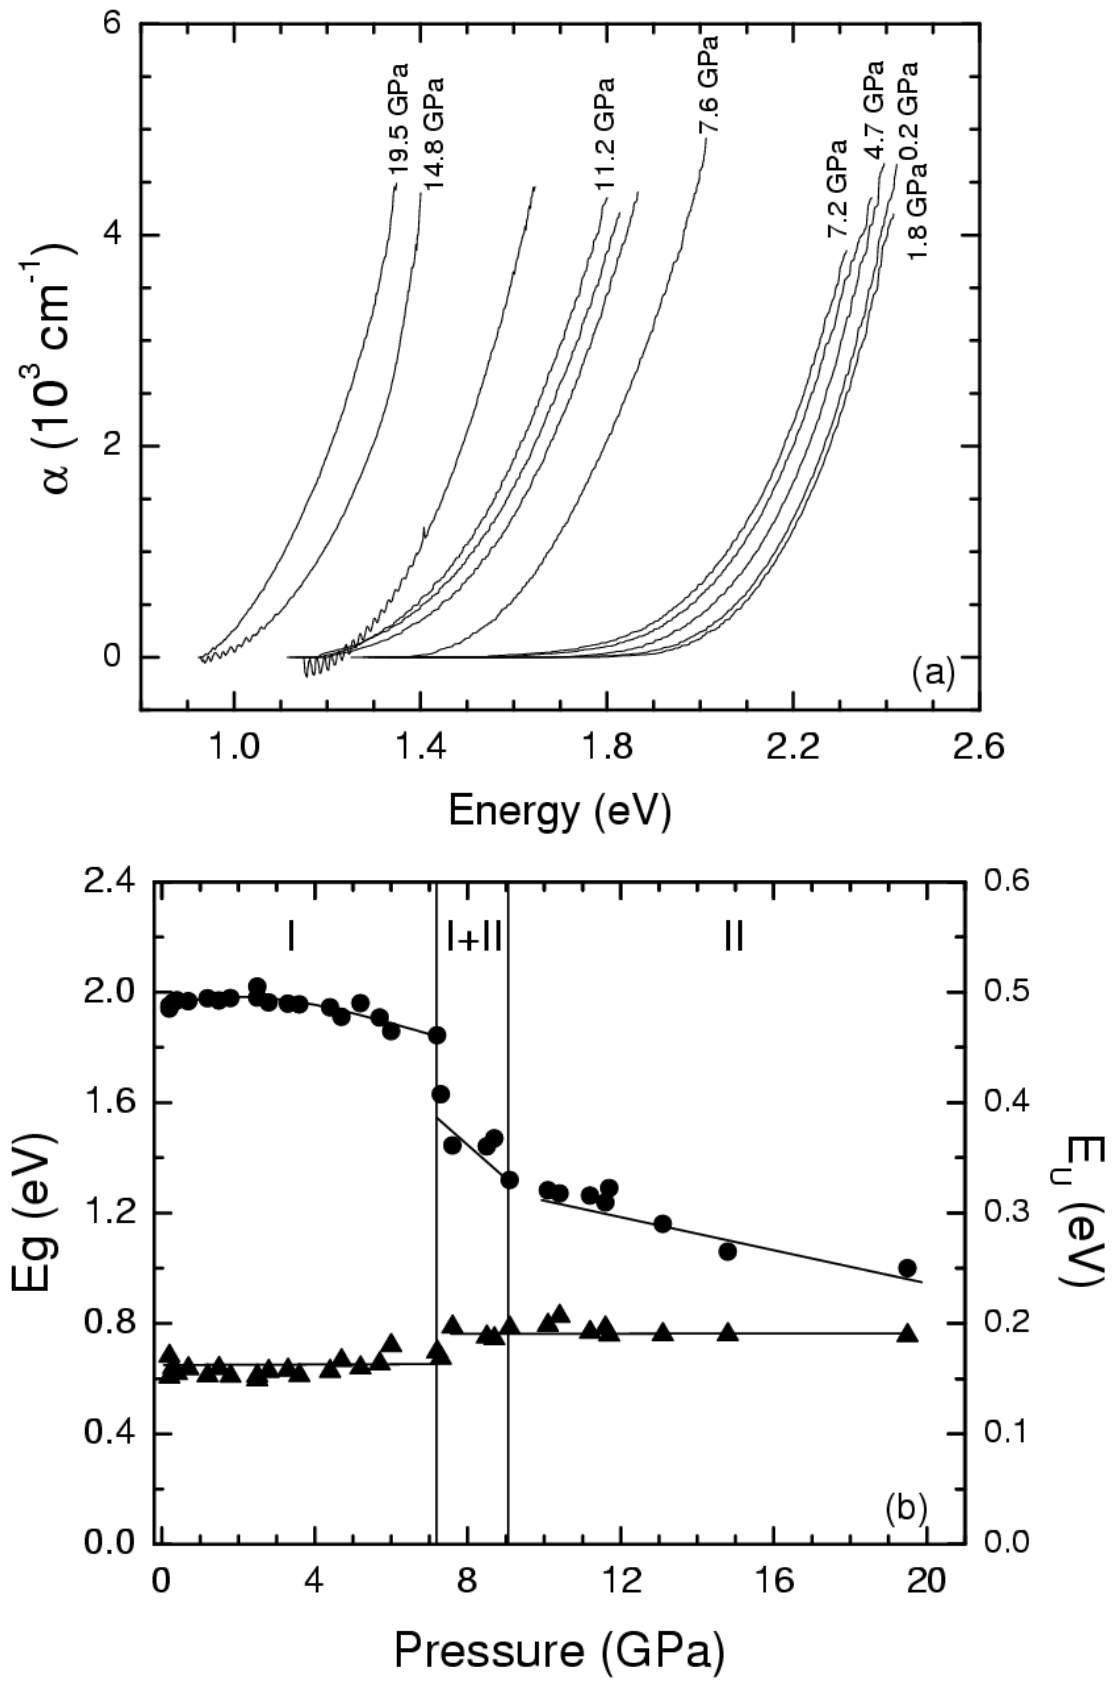 6
4
2
0
α (10³ cm⁻¹)
19.5 GPa
14.8 GPa
11.2 GPa
7.6 GPa
7.2 GPa
4.7 GPa
0.2 GPa
1.8 GPa
(a)
1.0 1.4 1.8 2.2 2.6
Energy (eV)
2.4
2.0
1.6
1.2
0.8
0.4
0.0
Eg (eV)
I
I+II
II
0.6
0.5
0.4
0.3
0.2
0.1
0.0
E_U (eV)
(b)
0 4 8 12 16 20
Pressure (GPa)